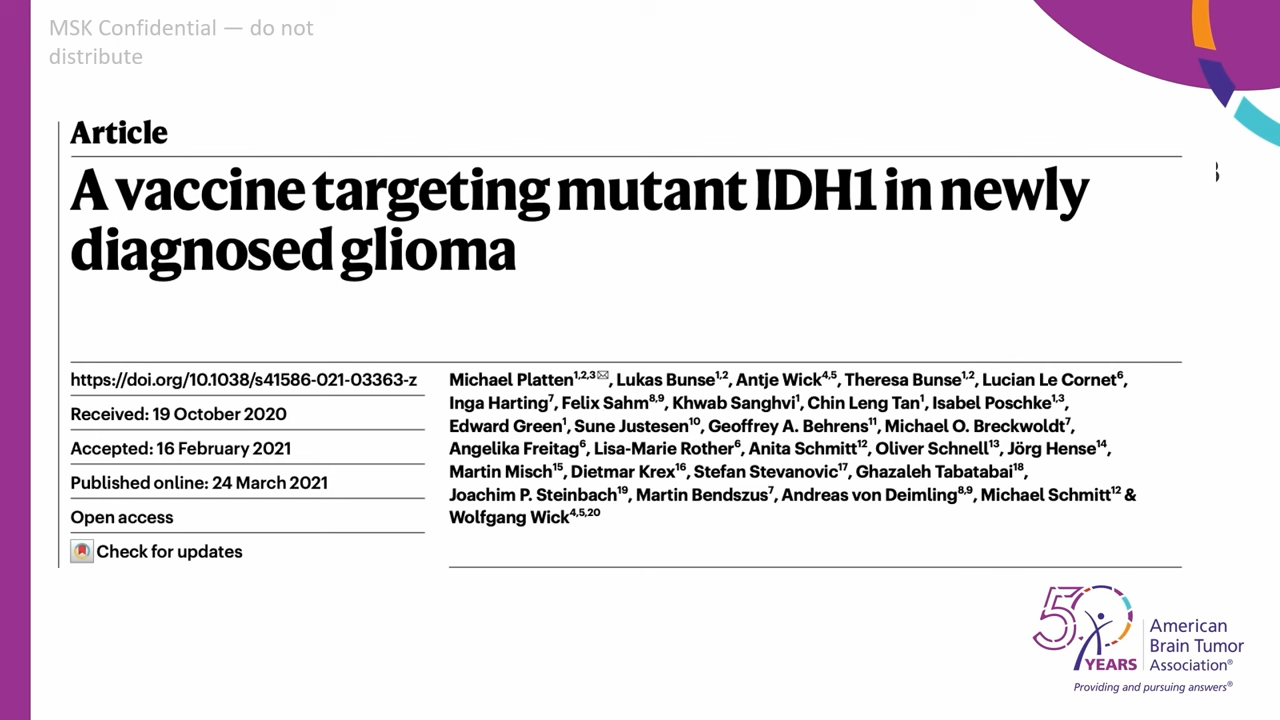 MSK Confidential — do not
distribute
Article
A vaccine targeting mutant IDH1 in newly
diagnosed glioma
https://doi.org/10.1038/s41586-021-03363-z
Received: 19 October 2020
Accepted: 16 February 2021
Published online: 24 March 2021
Open access
Check for updates
Michael Platten1,2,3✉, Lukas Bunse1,2, Antje Wick4,5, Theresa Bunse1,2, Lucian Le Cornet6,
Inga Harting7, Felix Sahm8,9, Khwab Sanghvi1, Chin Leng Tan1, Isabel Poschke1,3,
Edward Green1, Sune Justesen10, Geoffrey A. Behrens11, Michael O. Breckwoldt7,
Angelika Freitag6, Lisa-Marie Rother6, Anita Schmitt12, Oliver Schnell13, Jörg Hense14,
Martin Misch15, Dietmar Krex16, Stefan Stevanovic17, Ghazaleh Tabatabai18,
Joachim P. Steinbach19, Martin Bendszus7, Andreas von Deimling8,9, Michael Schmitt12 &
Wolfgang Wick4,5,20
50
YEARS
American
Brain Tumor
Association®
Providing and pursuing answers®